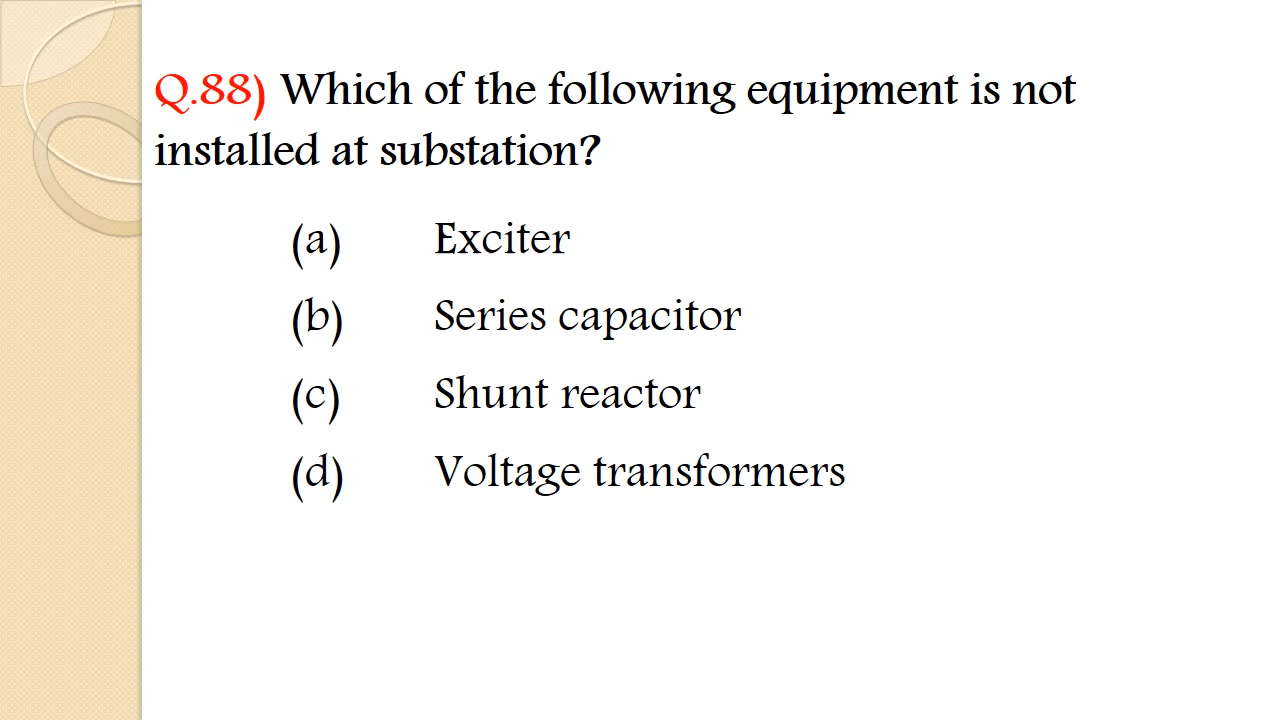 Q.88) Which of the following equipment is not
installed at substation?
(a) Exciter
(b) Series capacitor
(c) Shunt reactor
(d) Voltage transformers